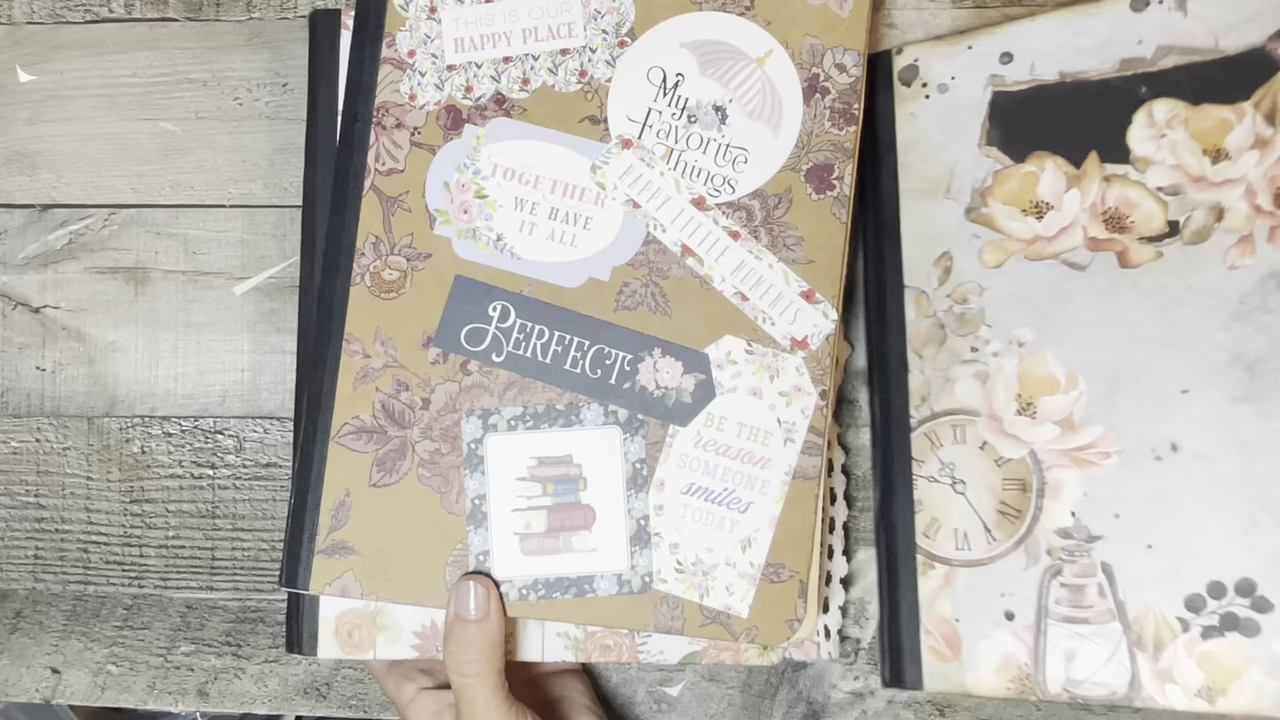 THIS IS OUR
HAPPY PLACE
My
Favorite
Things
TOGETHER
WE HAVE
IT ALL
HAPPY LITTLE MOMENTS
PERFECT
BE THE
reason
SOMEONE
smiles
TODAY
XII